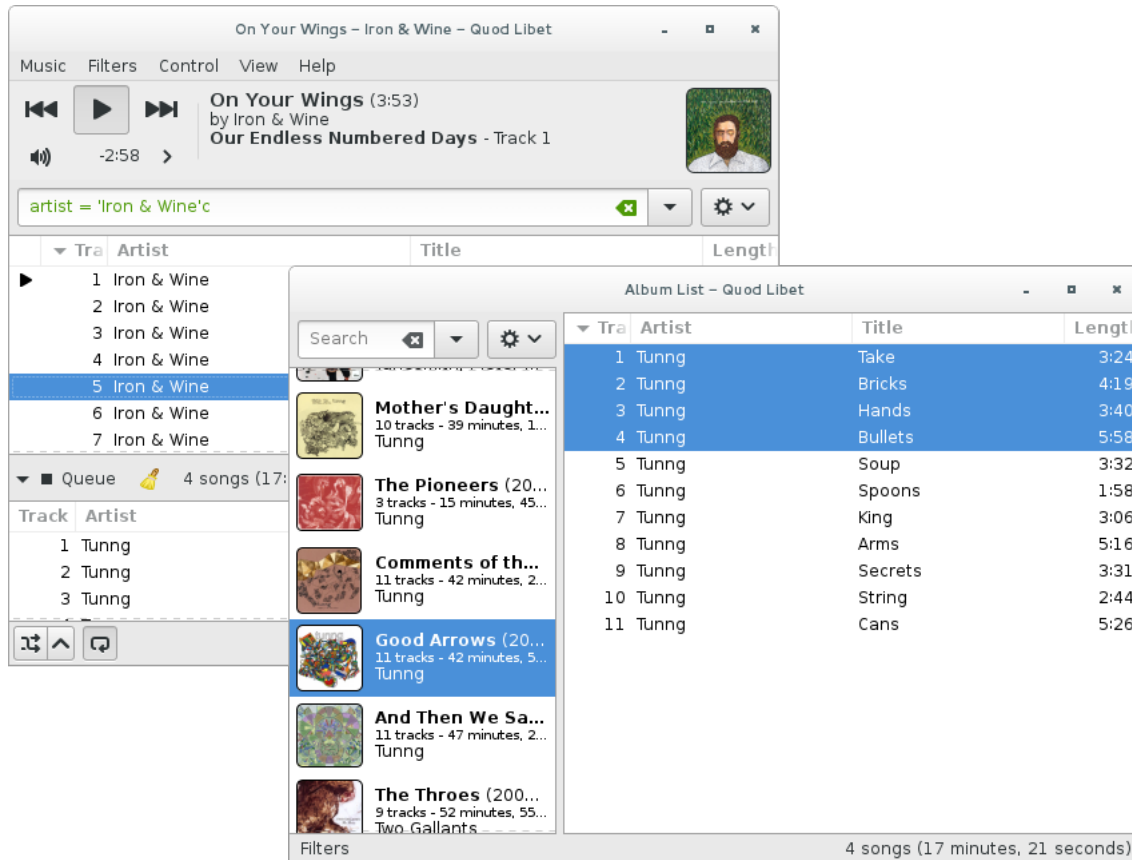 On Your Wings – Iron & Wine – Quod Libet
Music Filters Control View Help
On Your Wings (3:53)
by Iron & Wine
Our Endless Numbered Days - Track 1
-2:58
artist = 'Iron & Wine'c
Tra Artist Title Length
1 Iron & Wine
2 Iron & Wine
3 Iron & Wine
4 Iron & Wine
5 Iron & Wine
6 Iron & Wine
7 Iron & Wine
Queue 4 songs (17:
Track Artist
1 Tunng
2 Tunng
3 Tunng
Album List – Quod Libet
Search
Mother's Daught...
10 tracks - 39 minutes, 1...
Tunng
The Pioneers (20...
3 tracks - 15 minutes, 45...
Tunng
Comments of th...
11 tracks - 42 minutes, 2...
Tunng
Good Arrows (20...
11 tracks - 42 minutes, 5...
Tunng
And Then We Sa...
11 tracks - 47 minutes, 2...
Tunng
The Throes (200...
9 tracks - 52 minutes, 55...
Two Gallants
Tra Artist Title Lengt
1 Tunng Take 3:24
2 Tunng Bricks 4:19
3 Tunng Hands 3:40
4 Tunng Bullets 5:58
5 Tunng Soup 3:32
6 Tunng Spoons 1:58
7 Tunng King 3:06
8 Tunng Arms 5:16
9 Tunng Secrets 3:31
10 Tunng String 2:44
11 Tunng Cans 5:26
Filters 4 songs (17 minutes, 21 seconds)